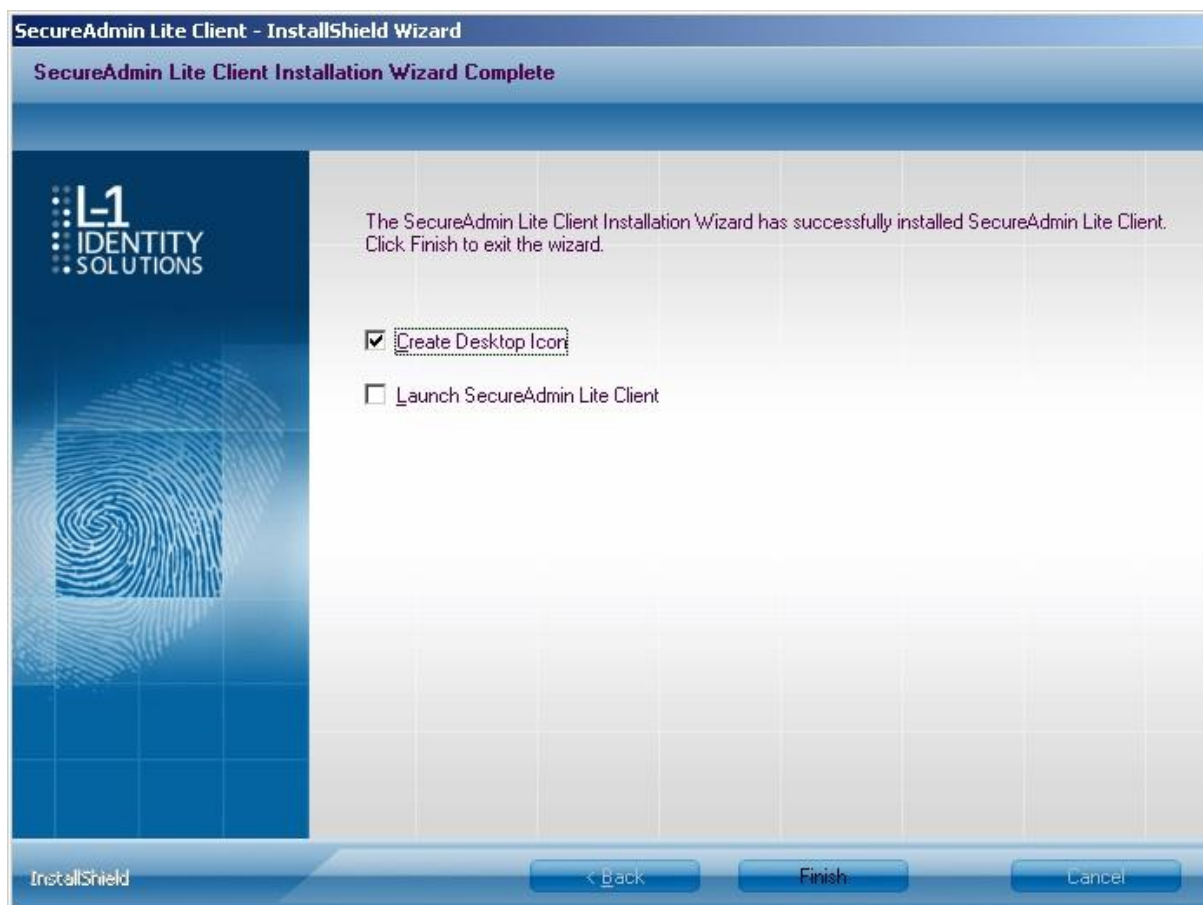 SecureAdmin Lite Client - InstallShield Wizard
SecureAdmin Lite Client Installation Wizard Complete
L-1
IDENTITY
SOLUTIONS
The SecureAdmin Lite Client Installation Wizard has successfully installed SecureAdmin Lite Client.
Click Finish to exit the wizard.
Create Desktop Icon
Launch SecureAdmin Lite Client
InstallShield
< Back
Finish
Cancel